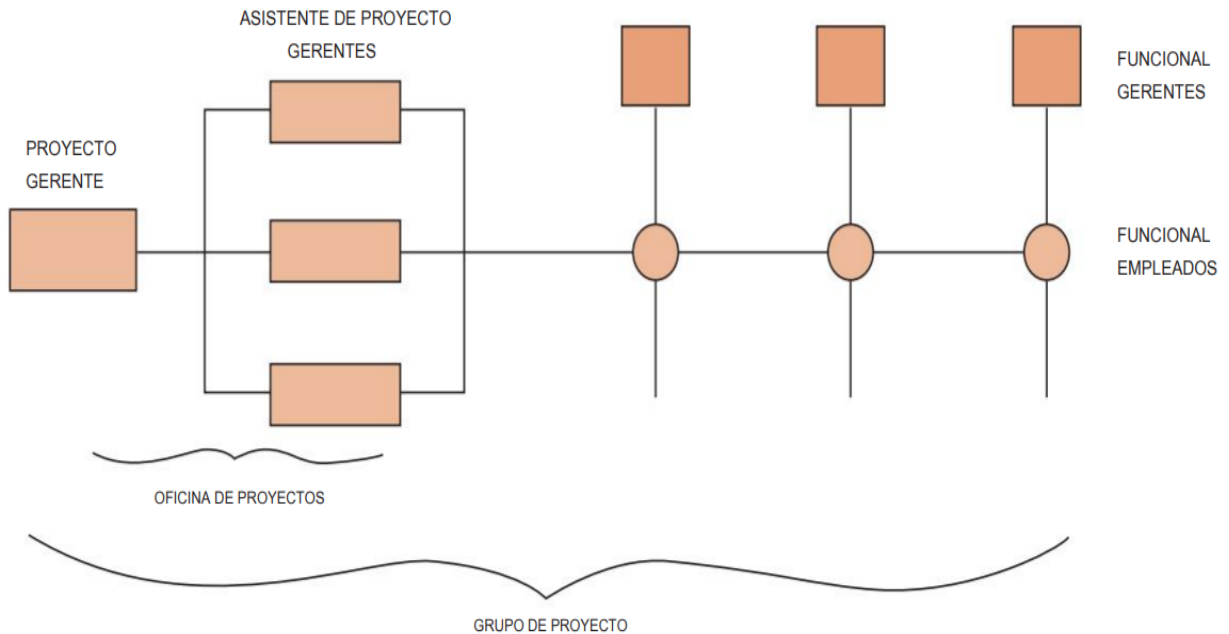 ASISTENTE DE PROYECTO
GERENTES
FUNCIONAL
GERENTES
PROYECTO
GERENTE
FUNCIONAL
EMPLEADOS
OFICINA DE PROYECTOS
GRUPO DE PROYECTO